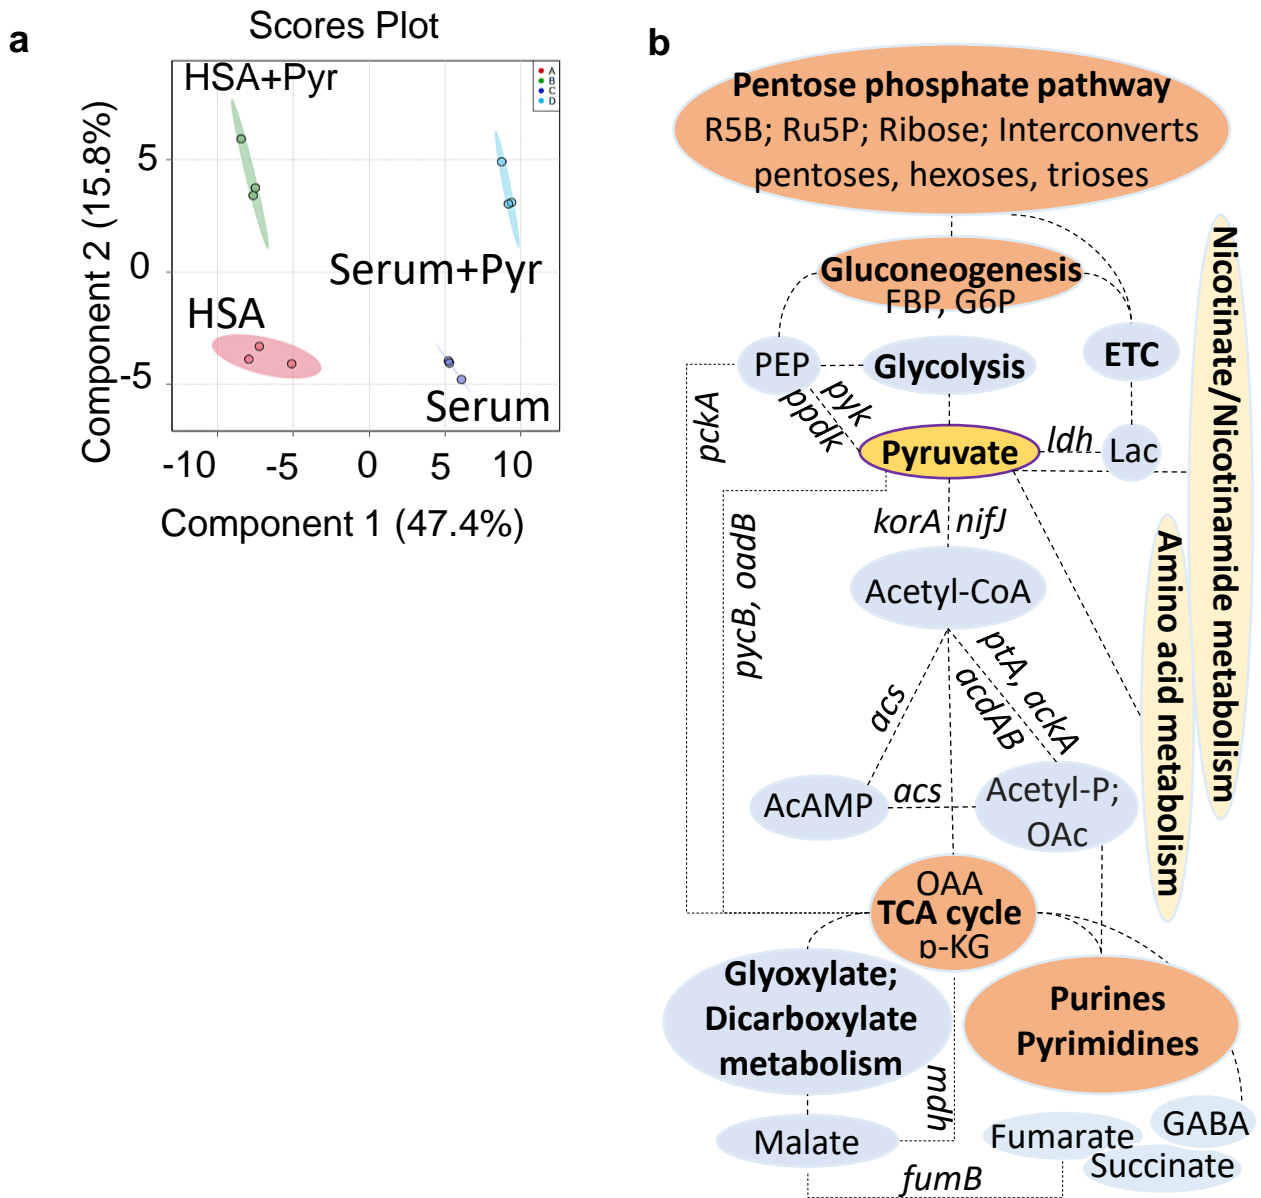 a
Scores Plot
HSA+Pyr
A
B
C
D
Serum+Pyr
HSA
Serum
5
0
-5
Component 2 (15.8%)
-10
-5
0
5
10
Component 1 (47.4%)
b
Pentose phosphate pathway
R5B; Ru5P; Ribose; Interconverts
pentoses, hexoses, trioses
Gluconeogenesis
FBP, G6P
PEP
Glycolysis
ETC
pckA
pyk
ppdk
Pyruvate
ldh
Lac
Nicotinate/Nicotinamide metabolism
korA
nifJ
pycB, oadB
Acetyl-CoA
Amino acid metabolism
acs
ptA, ackA
acdAB
AcAMP
acs
Acetyl-P;
OAc
OAA
TCA cycle
p-KG
Glyoxylate;
Dicarboxylate
metabolism
Purines
Pyrimidines
mdh
Malate
Fumarate
GABA
Succinate
fumB